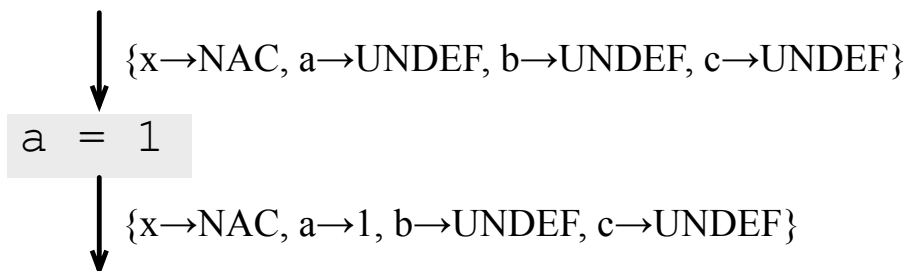 {x→NAC, a→UNDEF, b→UNDEF, c→UNDEF}
a = 1
{x→NAC, a→1, b→UNDEF, c→UNDEF}